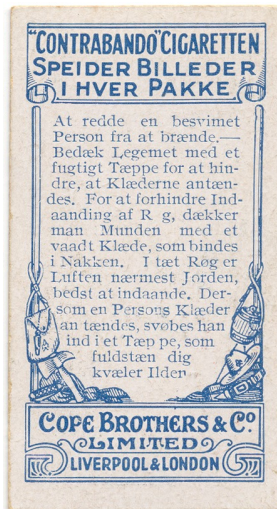 "CONTRABANDO" CIGARETTEN
SPEIDER BILLEDER
I HVER PAKKE
At redde en besvimet
Person fra at brænde.—
Bedæk Legemet med et
fugtigt Tæppe for at hin-
dre, at Klæderne antæn-
des. For at forhindre Ind-
aanding af R g, dækker
man Munden med et
vaadt Klæde, som bindes
i Nakken. I tæt Røg er
Luften nærmest Jorden,
bedst at indaande. Der-
som en Persons Klæder
an tændes, svøbes han
ind i et Tæp pe, som
fuldstæn dig
kvæler Ilden
COPE BROTHERS & Co.
LIMITED
LIVERPOOL & LONDON